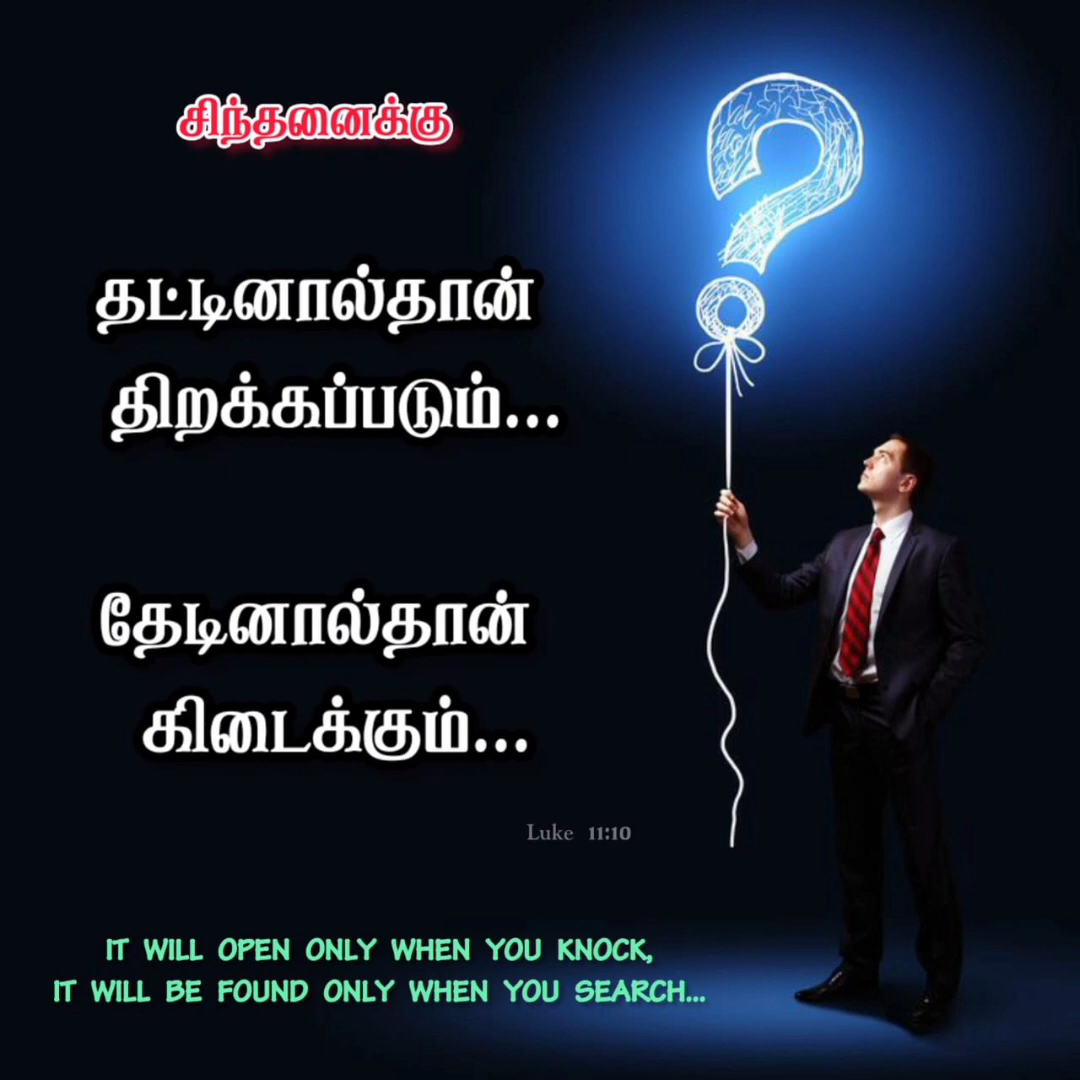 சிந்தனைக்கு
தட்டினால்தான்
திறக்கப்படும்...
தேடினால்தான்
கிடைக்கும்...
Luke 11:10
IT WILL OPEN ONLY WHEN YOU KNOCK,
IT WILL BE FOUND ONLY WHEN YOU SEARCH...